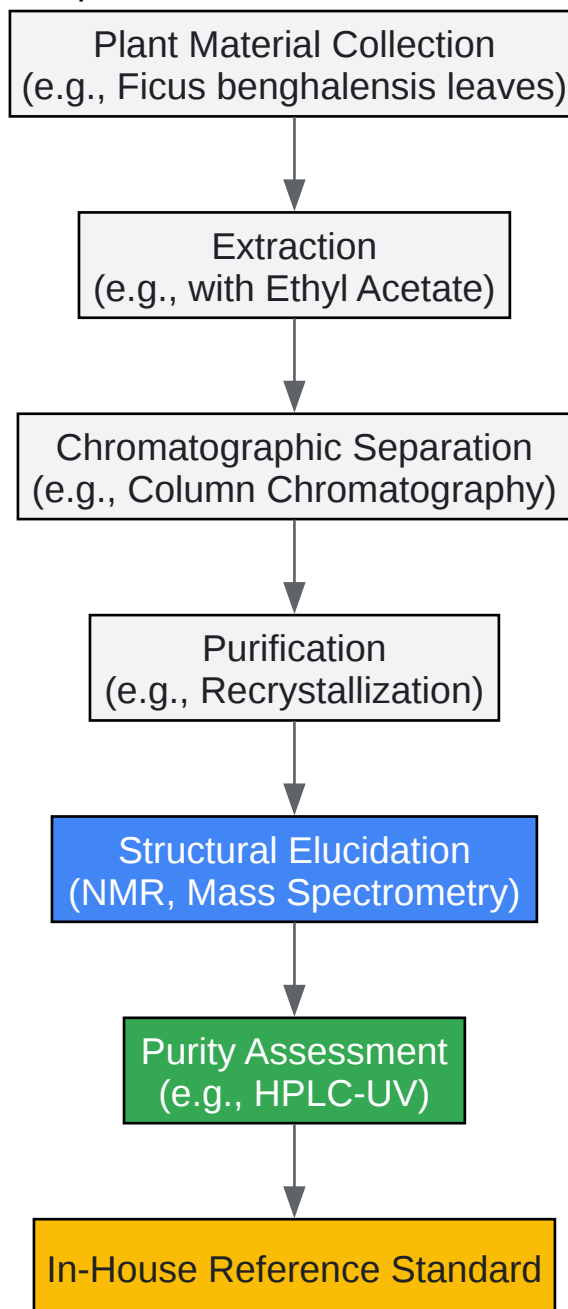 Plant Material Collection
(e.g., Ficus benghalensis leaves)
Extraction
(e.g., with Ethyl Acetate)
Chromatographic Separation
(e.g., Column Chromatography)
Purification
(e.g., Recrystallization)
Structural Elucidation
(NMR, Mass Spectrometry)
Purity Assessment
(e.g., HPLC-UV)
In-House Reference Standard